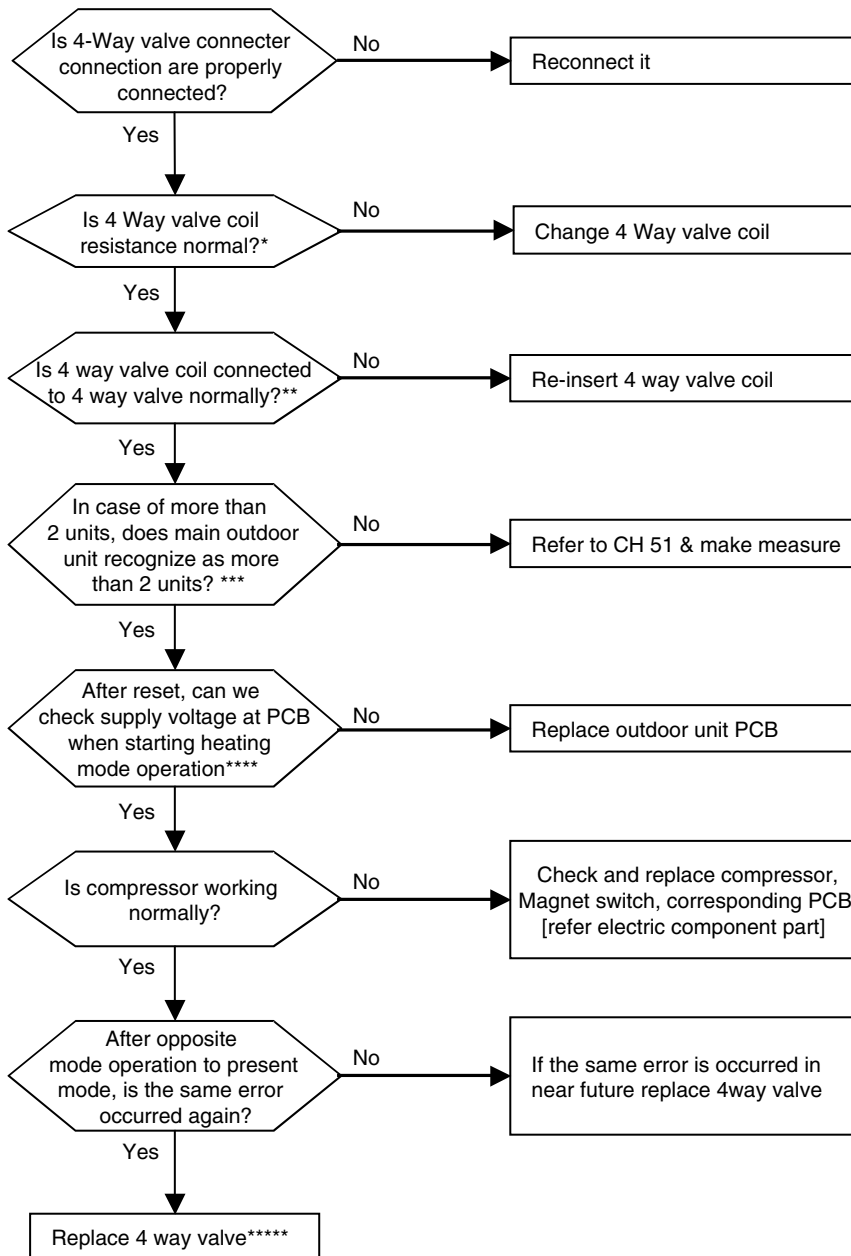 Is 4-Way valve connecter
connection are properly
connected?
No
Reconnect it
Yes
Is 4 Way valve coil
resistance normal?*
No
Change 4 Way valve coil
Yes
Is 4 way valve coil connected
to 4 way valve normally?**
No
Re-insert 4 way valve coil
Yes
In case of more than
2 units, does main outdoor
unit recognize as more
than 2 units? ***
No
Refer to CH 51 & make measure
Yes
After reset, can we
check supply voltage at PCB
when starting heating
mode operation****
No
Replace outdoor unit PCB
Yes
Is compressor working
normally?
No
Check and replace compressor,
Magnet switch, corresponding PCB
[refer electric component part]
Yes
After opposite
mode operation to present
mode, is the same error
occurred again?
No
If the same error is occurred in
near future replace 4way valve
Yes
Replace 4 way valve*****